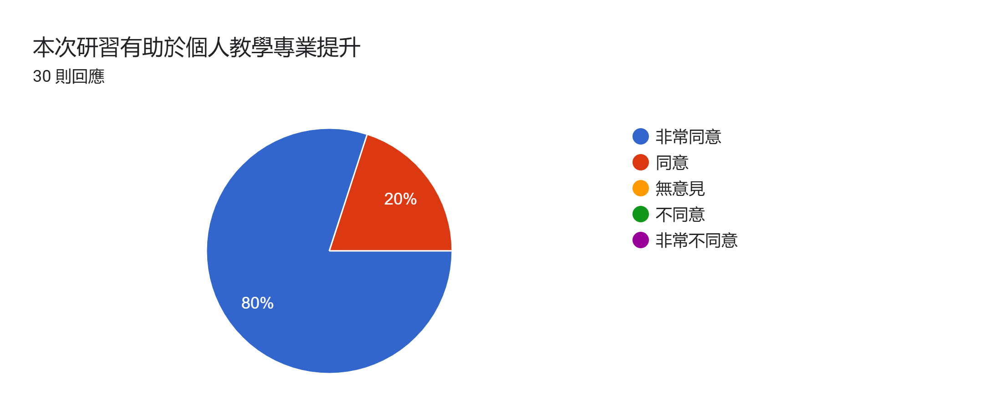 本次研習有助於個人教學專業提升
30 則回應
非常同意
同意
無意見
不同意
非常不同意
20%
80%